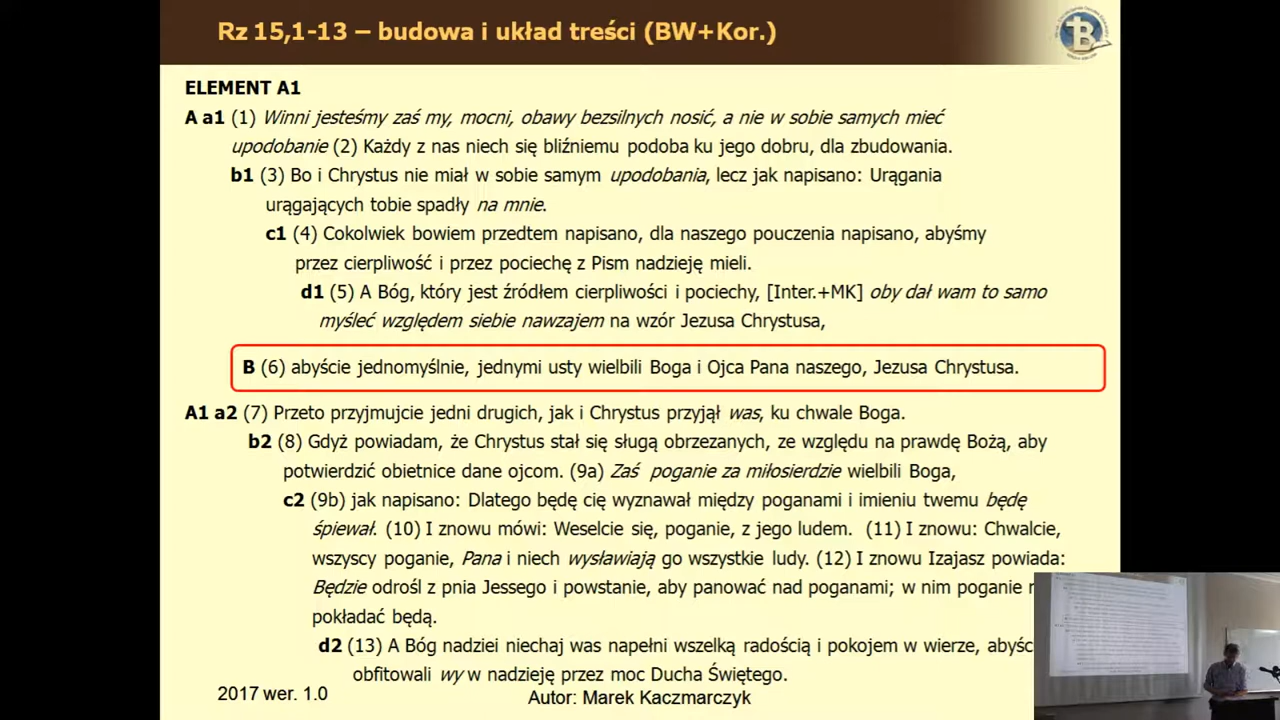 Rz 15,1-13 – budowa i układ treści (BW+Kor.)
ELEMENT A1
A a1 (1) Winni jesteśmy zaś my, mocni, obawy bezsilnych nosić, a nie w sobie samych mieć
upodobanie (2) Każdy z nas niech się bliźniemu podoba ku jego dobru, dla zbudowania.
b1 (3) Bo i Chrystus nie miał w sobie samym upodobania, lecz jak napisano: Urągania
urągających tobie spadły na mnie.
c1 (4) Cokolwiek bowiem przedtem napisano, dla naszego pouczenia napisano, abyśmy
przez cierpliwość i przez pociechę z Pism nadzieję mieli.
d1 (5) A Bóg, który jest źródłem cierpliwości i pociechy, [Inter.+MK] oby dał wam to samo
myśleć względem siebie nawzajem na wzór Jezusa Chrystusa,
B (6) abyście jednomyślnie, jednymi usty wielbili Boga i Ojca Pana naszego, Jezusa Chrystusa.
A1 a2 (7) Przeto przyjmujcie jedni drugich, jak i Chrystus przyjął was, ku chwale Boga.
b2 (8) Gdyż powiadam, że Chrystus stał się sługą obrzezanych, ze względu na prawdę Bożą, aby
potwierdzić obietnice dane ojcom. (9a) Zaś poganie za miłosierdzie wielbili Boga,
c2 (9b) jak napisano: Dlatego będę cię wyznawał między poganami i imieniu twemu będę
śpiewał. (10) I znowu mówi: Weselcie się, poganie, z jego ludem. (11) I znowu: Chwalcie,
wszyscy poganie, Pana i niech wysławiają go wszystkie ludy. (12) I znowu Izajasz powiada:
Będzie odrośl z pnia Jessego i powstanie, aby panować nad poganami; w nim poganie
pokładać będą.
d2 (13) A Bóg nadziei niechaj was napełni wszelką radością i pokojem w wierze,
obfitowali wy w nadzieję przez moc Ducha Świętego.
2017 wer. 1.0
Autor: Marek Kaczmarczyk